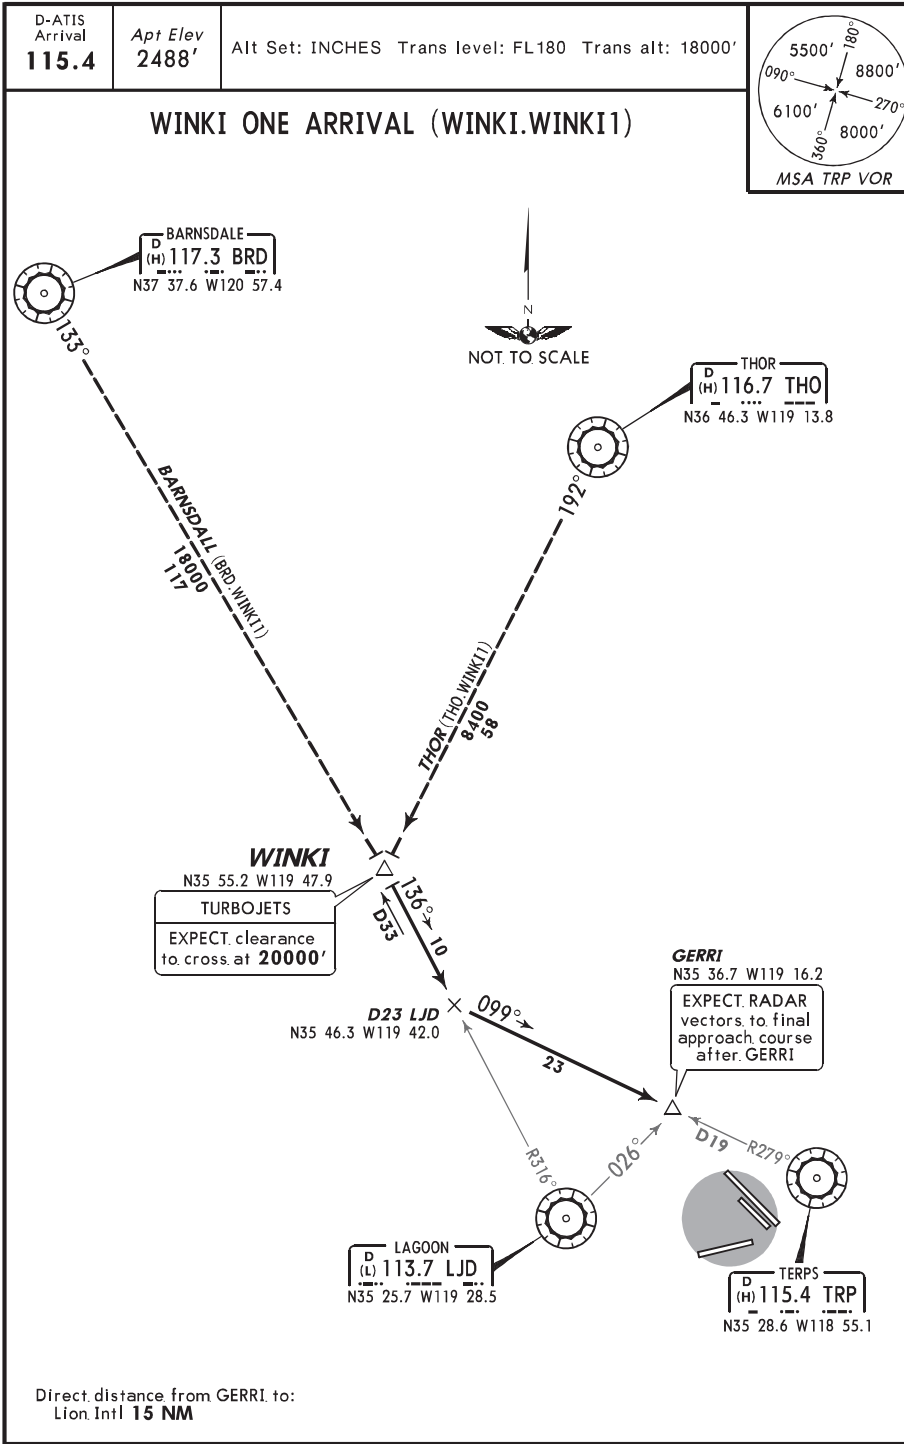 D-ATIS
Arrival
115.4
Apt Elev
2488'
Alt Set: INCHES Trans level: FL180 Trans alt: 18000'
5500'
180°
090°
8800'
6100'
270°
8000'
360°
MSA TRP VOR
WINKI ONE ARRIVAL (WINKI.WINKI1)
BARNSDALE
D
(H) 117.3 BRD
N37 37.6 W120 57.4
133°
N
NOT TO SCALE
THOR
D
(H) 116.7 THO
N36 46.3 W119 13.8
192°
BARNSDALL (BRD.WINKI1)
18000
117
THOR (THO.WINKI1)
8400
58
WINKI
N35 55.2 W119 47.9
TURBOJETS
EXPECT clearance
to cross at 20000'
136°
10
D33
D23 LJD
N35 46.3 W119 42.0
099°
23
GERRI
N35 36.7 W119 16.2
EXPECT RADAR
vectors to final
approach course
after GERRI
R316°
026°
D19
R279°
LAGOON
D
(L) 113.7 LJD
N35 25.7 W119 28.5
TERPS
D
(H) 115.4 TRP
N35 28.6 W118 55.1
Direct distance from GERRI to:
Lion Intl 15 NM